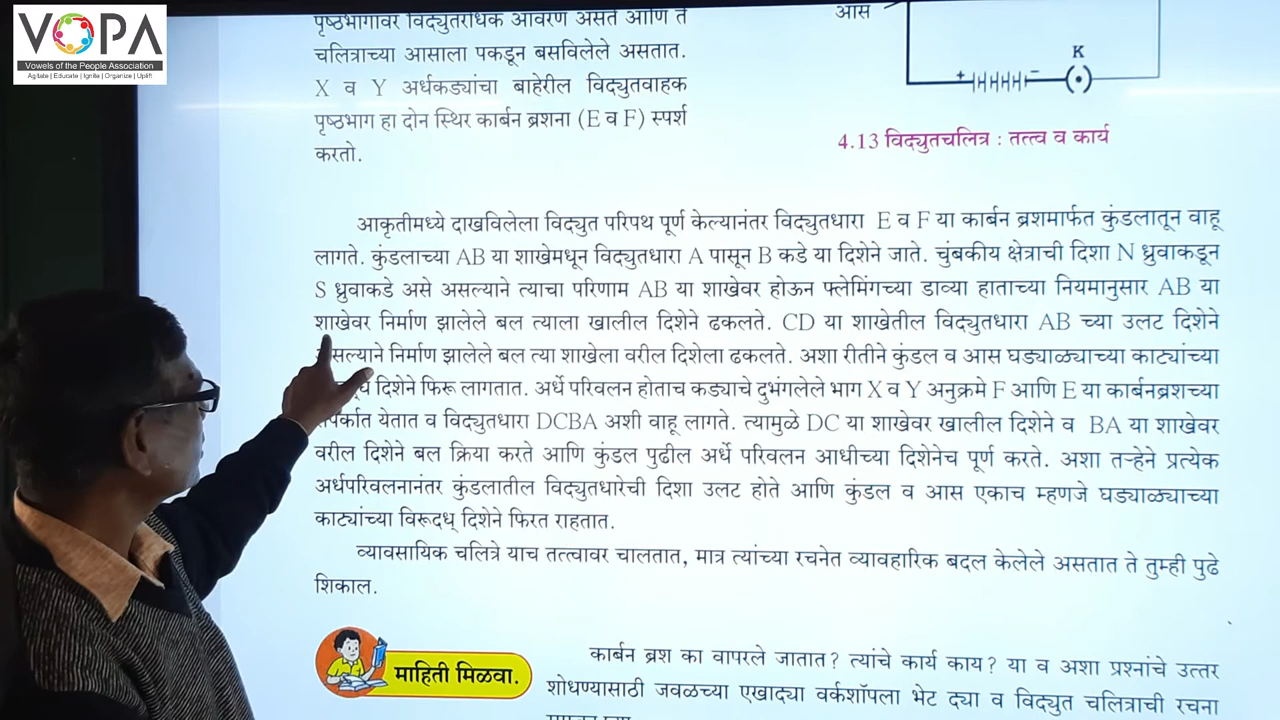 VOPA
Vowels of the People Association
Agitate | Educate | Ignite | Organize | Uplift
पृष्ठभागावर विद्युतरोधक आवरण असते आणि ते
चलित्राच्या आसाला पकडून बसविलेले असतात.
X व Y अर्धकड्यांचा बाहेरील विद्युतवाहक
पृष्ठभाग हा दोन स्थिर कार्बन ब्रशना (E व F) स्पर्श
करतो.
आस
+
−
K
4.13 विद्युतचलित्र : तत्त्व व कार्य
आकृतीमध्ये दाखविलेला विद्युत परिपथ पूर्ण केल्यानंतर विद्युतधारा E व F या कार्बन ब्रशमार्फत कुंडलातून वाहू
लागते. कुंडलाच्या AB या शाखेमधून विद्युतधारा A पासून B कडे या दिशेने जाते. चुंबकीय क्षेत्राची दिशा N ध्रुवाकडून
S ध्रुवाकडे असे असल्याने त्याचा परिणाम AB या शाखेवर होऊन फ्लेमिंगच्या डाव्या हाताच्या नियमानुसार AB या
शाखेवर निर्माण झालेले बल त्याला खालील दिशेने ढकलते. CD या शाखेतील विद्युतधारा AB च्या उलट दिशेने
असल्याने निर्माण झालेले बल त्या शाखेला वरील दिशेला ढकलते. अशा रीतीने कुंडल व आस घड्याळ्याच्या काट्यांच्या
दिशेने फिरू लागतात. अर्धे परिवलन होताच कड्याचे दुभंगलेले भाग X व Y अनुक्रमे F आणि E या कार्बनब्रशच्या
येतात व विद्युतधारा DCBA अशी वाहू लागते. त्यामुळे DC या शाखेवर खालील दिशेने व BA या शाखेवर
वरील दिशेने बल क्रिया करते आणि कुंडल पुढील अर्धे परिवलन आधीच्या दिशेनेच पूर्ण करते. अशा तऱ्हेने प्रत्येक
अर्धपरिवलनानंतर कुंडलातील विद्युतधारेची दिशा उलट होते आणि कुंडल व आस एकाच म्हणजे घड्याळ्याच्या
काट्यांच्या विरूदध् दिशेने फिरत राहतात.
व्यावसायिक चलित्रे याच तत्त्वावर चालतात, मात्र त्यांच्या रचनेत व्यावहारिक बदल केलेले असतात ते तुम्ही पुढे
शिकाल.
माहिती मिळवा.
कार्बन ब्रश का वापरले जातात? त्यांचे कार्य काय? या व अशा प्रश्नांचे उत्तर
शोधण्यासाठी जवळच्या एखाद्या वर्कशॉपला भेट द्या व विद्युत चलित्राची रचना